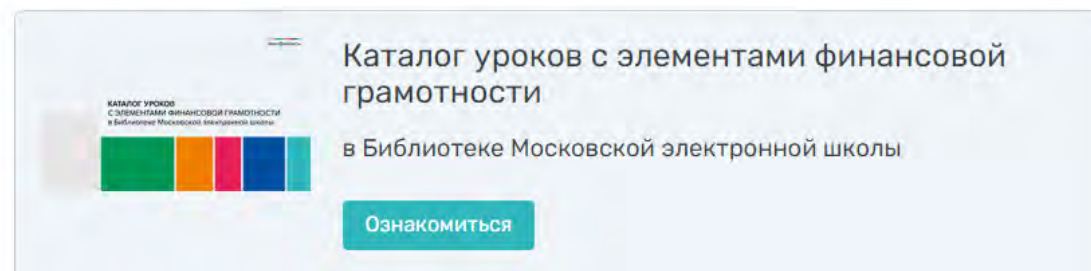 Каталог уроков с элементами финансовой
грамотности
в Библиотеке Московской электронной школы
Ознакомиться
КАТАЛОГ УРОКОВ
С ЭЛЕМЕНТАМИ ФИНАНСОВОЙ ГРАМОТНОСТИ
в Библиотеке Московской электронной школы